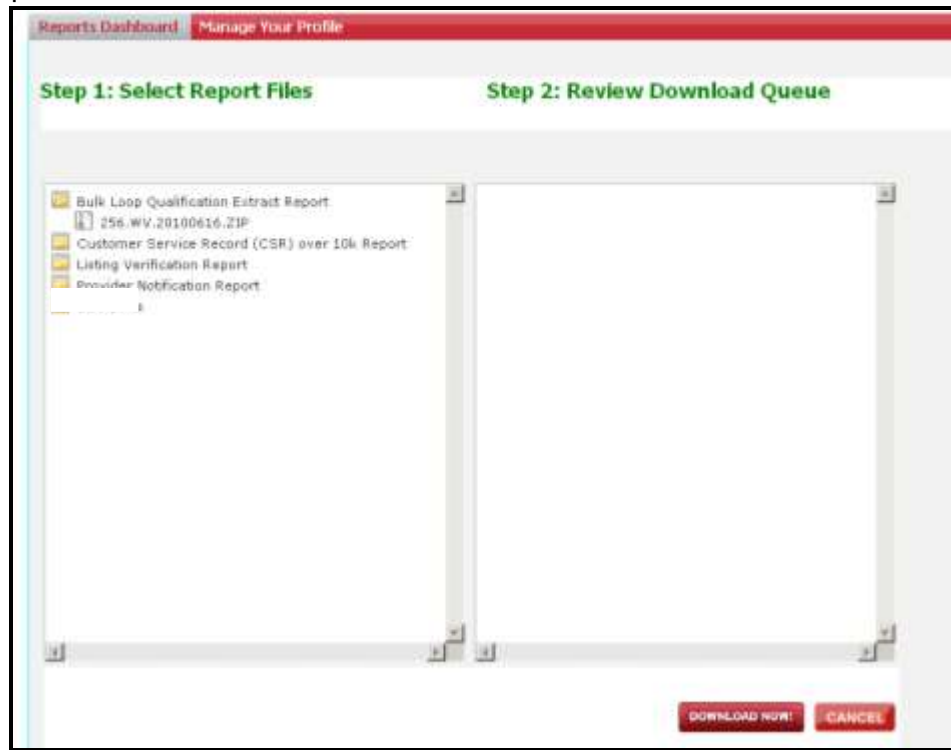 Reports Dashboard Manage Your Profile
Step 1: Select Report Files
Step 2: Review Download Queue
Bulk Loop Qualification Extract Report
256.WV.20100616.ZIP
Customer Service Record (CSR) over 10k Report
Listing Verification Report
Provider Notification Report
DOWNLOAD NOW! CANCEL